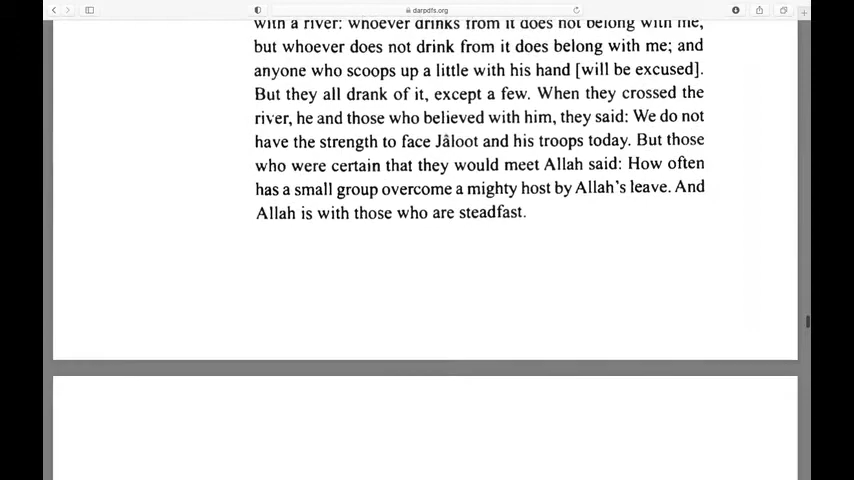 darpdfs.org
with a river: whoever drinks from it does not belong with me,
but whoever does not drink from it does belong with me; and
anyone who scoops up a little with his hand [will be excused].
But they all drank of it, except a few. When they crossed the
river, he and those who believed with him, they said: We do not
have the strength to face Jâloot and his troops today. But those
who were certain that they would meet Allah said: How often
has a small group overcome a mighty host by Allah's leave. And
Allah is with those who are steadfast.